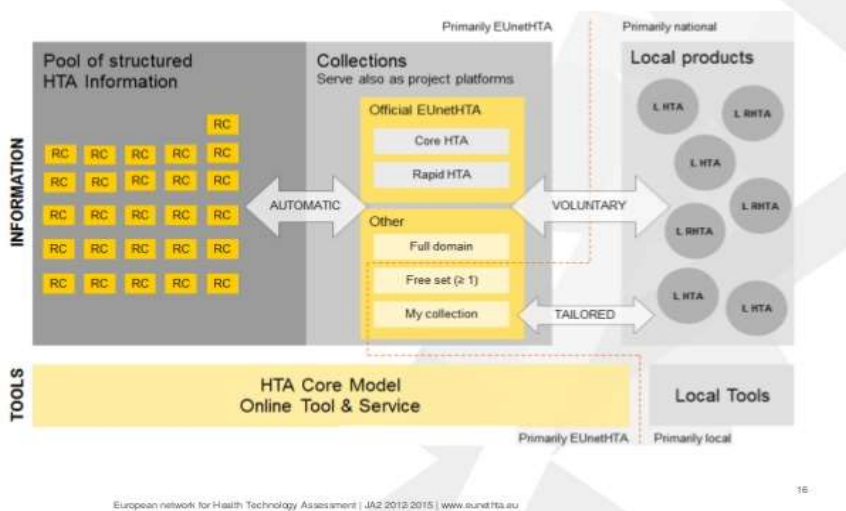 Primarily EUnetHTA
Primarily national
INFORMATION
Pool of structured
HTA Information
RC
RC RC RC RC RC
RC RC RC RC RC
RC RC RC RC RC
RC RC RC RC RC
RC RC RC RC RC
AUTOMATIC
Collections
Serve also as project platforms
Official EUnetHTA
Core HTA
Rapid HTA
Other
Full domain
Free set (≥ 1)
My collection
VOLUNTARY
TAILORED
Local products
L HTA
L RHTA
L HTA
L RHTA
L RHTA
L HTA
L HTA
TOOLS
HTA Core Model
Online Tool & Service
Local Tools
Primarily EUnetHTA
Primarily local
16
European network for Health Technology Assessment | JA2 2012-2015 | www.eunethta.eu